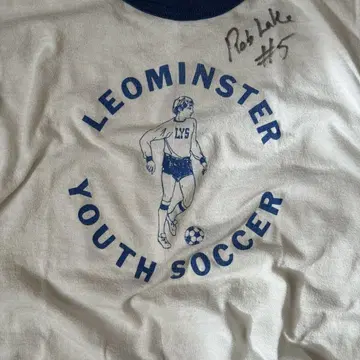 Rob Lake
#5
LEOMINSTER
LYS
YOUTH SOCCER